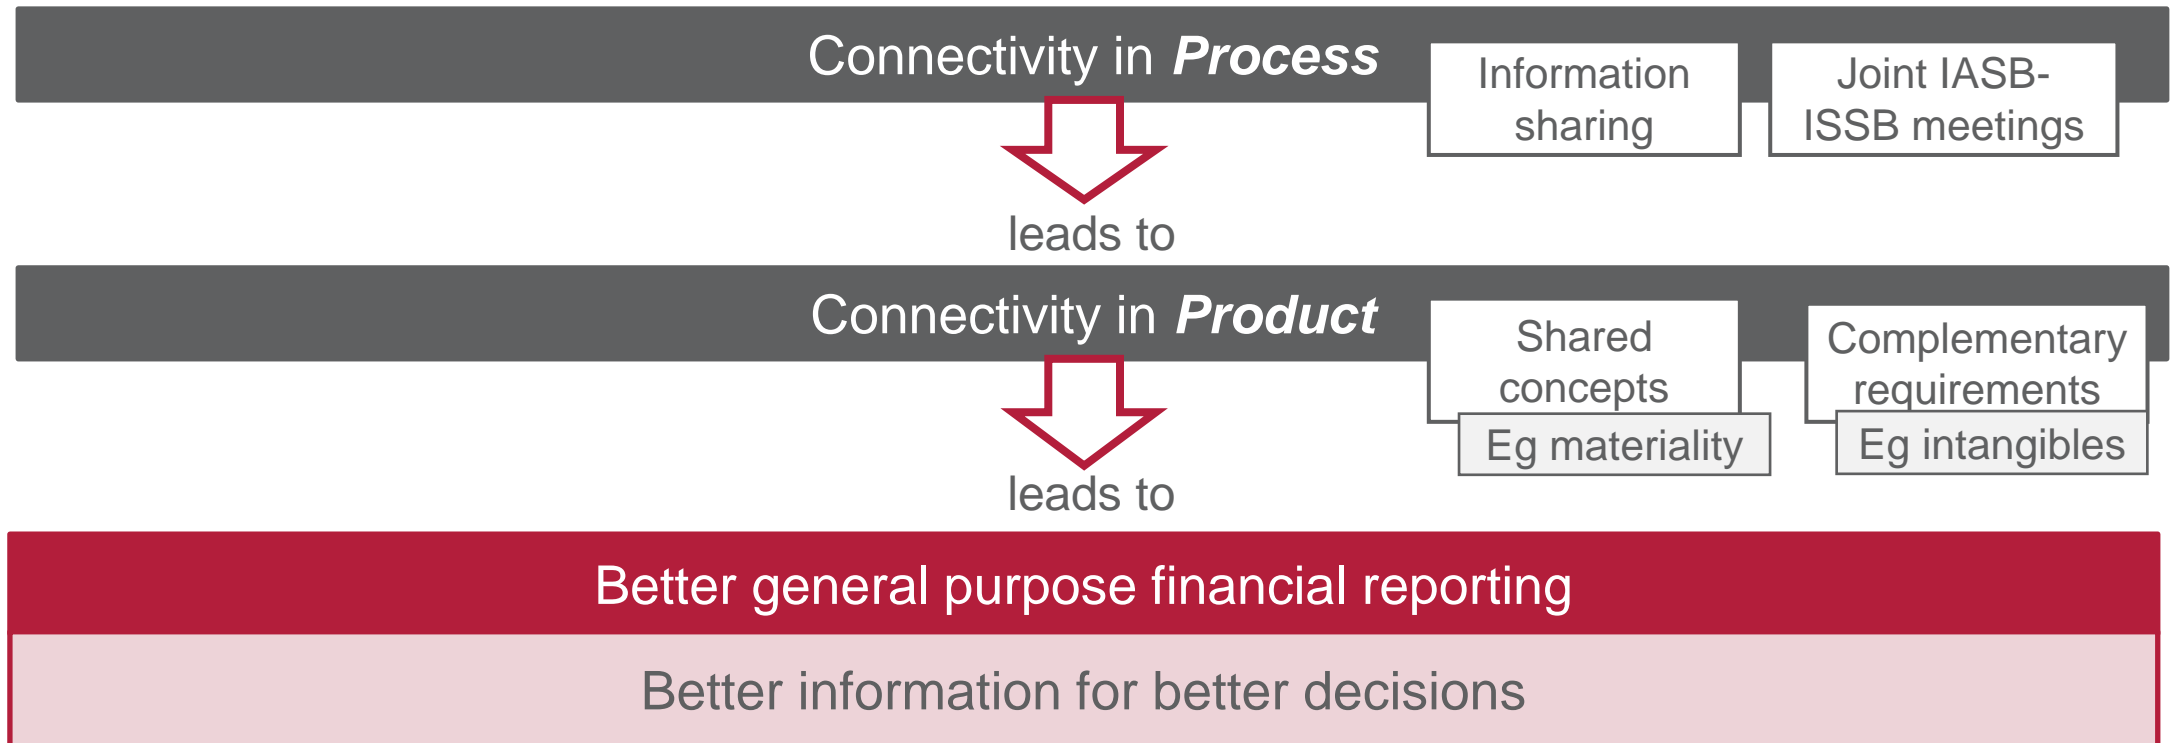 Connectivity in Process
Information
sharing
Joint IASB-
ISSB meetings
leads to
Connectivity in Product
Shared
concepts
Eg materiality
Complementary
requirements
Eg intangibles
leads to
Better general purpose financial reporting
Better information for better decisions